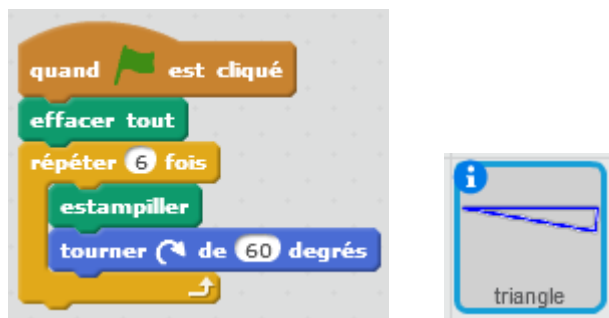 quand est cliqué
effacer tout
répéter 6 fois
estampiller
tourner de 60 degrés
i
triangle